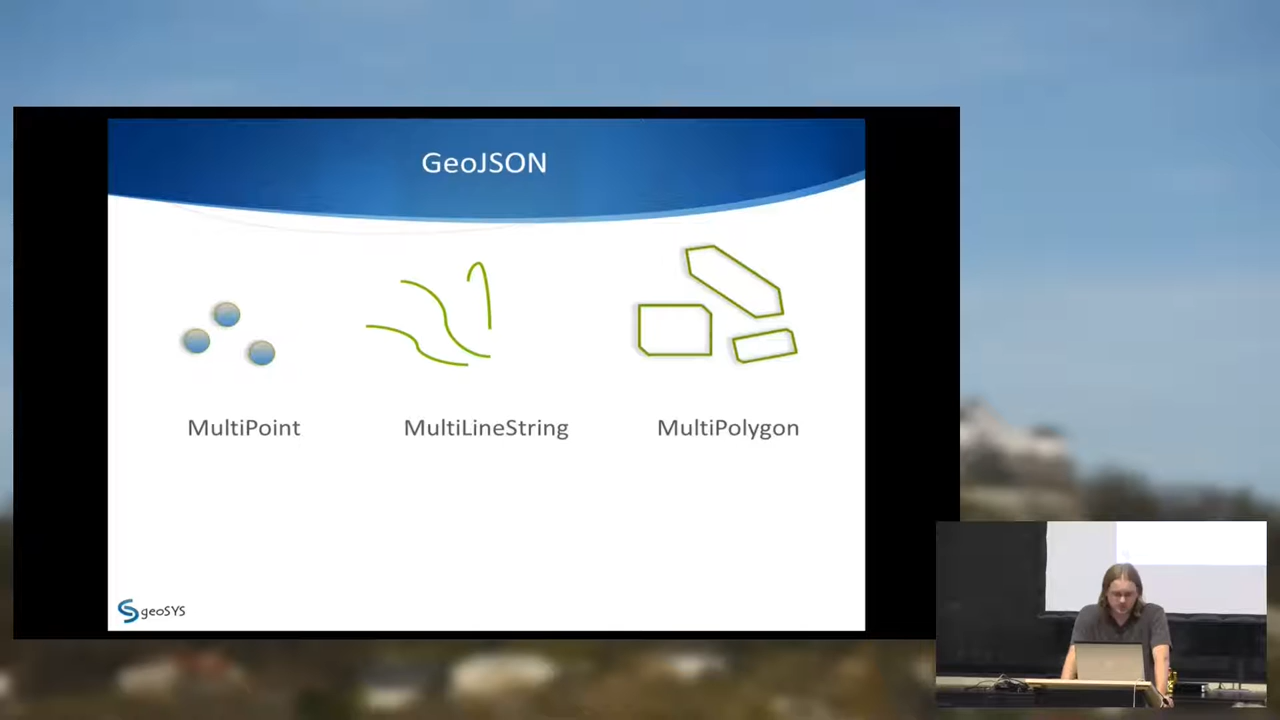 GeoJSON
MultiPoint
MultiLineString
MultiPolygon
geoSYS